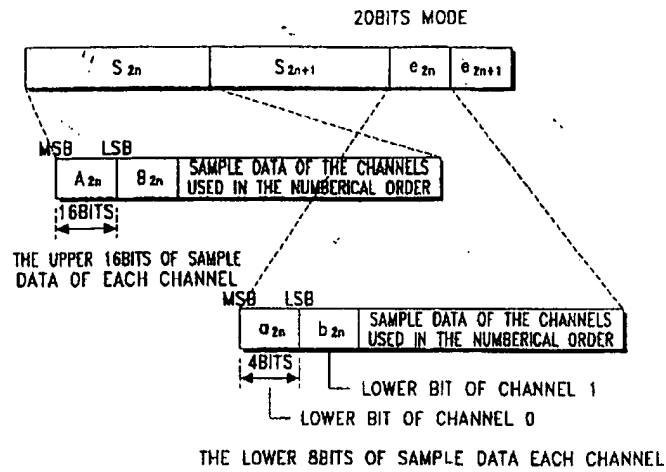 20BITS MODE
S 2n S 2n+1 e 2n e 2n+1
MSB LSB
A 2n B 2n SAMPLE DATA OF THE CHANNELS
USED IN THE NUMBERICAL ORDER
16BITS
THE UPPER 16BITS OF SAMPLE
DATA OF EACH CHANNEL
MSB LSB
a 2n b 2n SAMPLE DATA OF THE CHANNELS
USED IN THE NUMBERICAL ORDER
4BITS
LOWER BIT OF CHANNEL 1
LOWER BIT OF CHANNEL 0
THE LOWER 8BITS OF SAMPLE DATA EACH CHANNEL